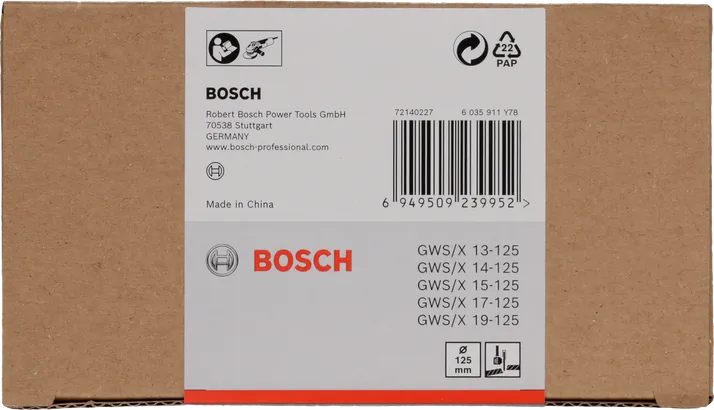 22
PAP
BOSCH
Robert Bosch Power Tools GmbH
70538 Stuttgart
GERMANY
www.bosch-professional.com
Made in China
72140227 6 035 911 Y78
6 949509 239952 >
BOSCH
GWS/X 13-125
GWS/X 14-125
GWS/X 15-125
GWS/X 17-125
GWS/X 19-125
Ø
125
mm